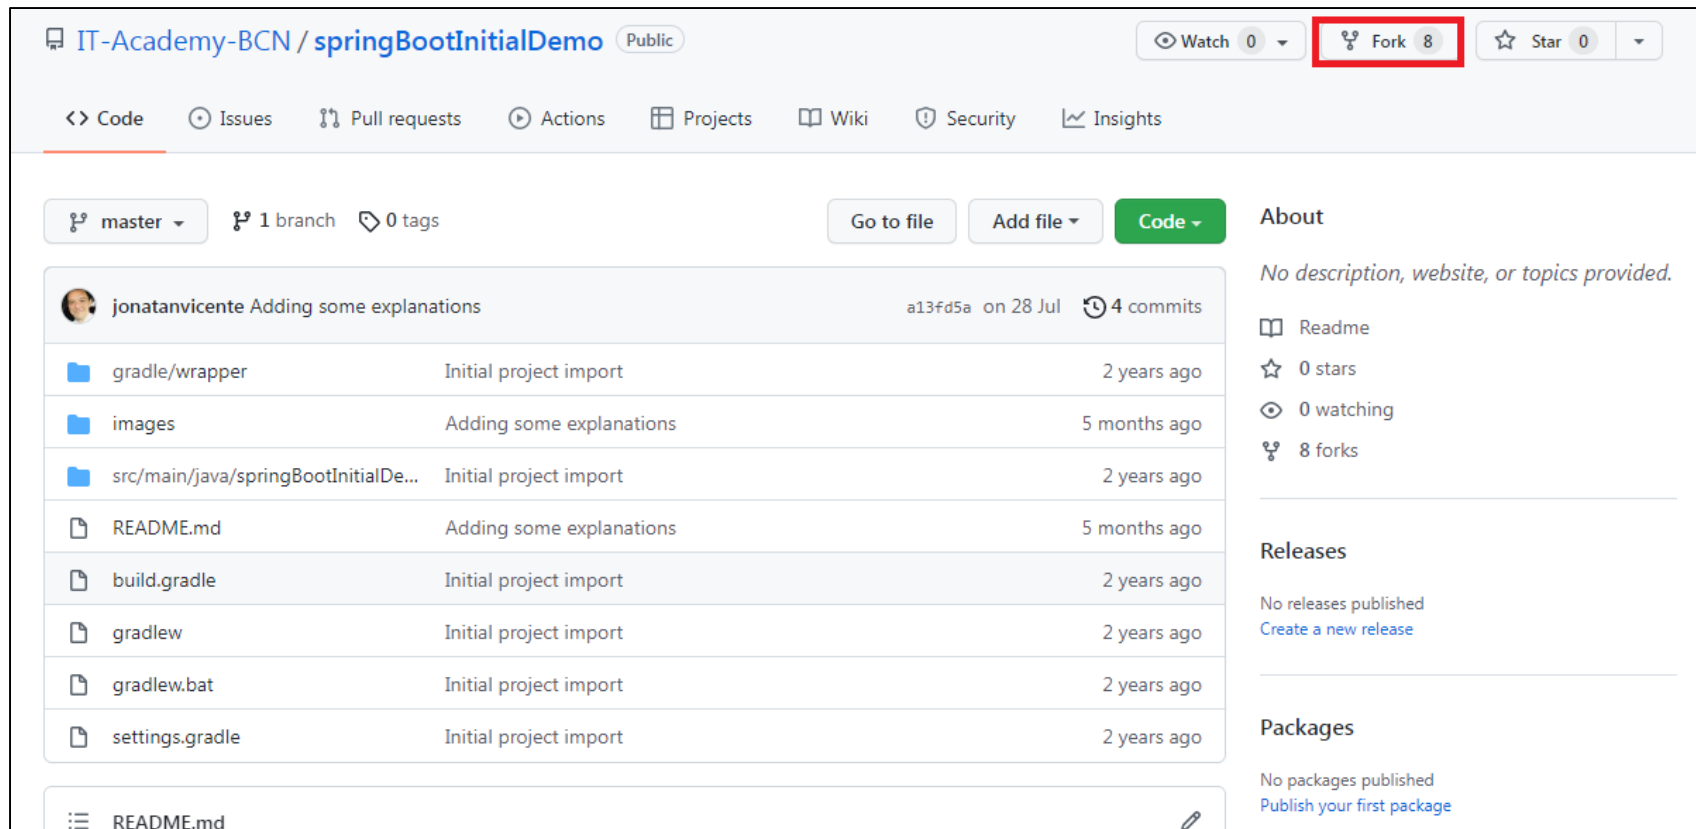 IT-Academy-BCN / springBootInitialDemo Public Watch 0 Fork 8 Star 0
Code Issues Pull requests Actions Projects Wiki Security Insights
master 1 branch 0 tags Go to file Add file Code
jonatanvicente Adding some explanations a13fd5a on 28 Jul 4 commits
gradle/wrapper Initial project import 2 years ago
images Adding some explanations 5 months ago
src/main/java/springBootInitialDe... Initial project import 2 years ago
README.md Adding some explanations 5 months ago
build.gradle Initial project import 2 years ago
gradlew Initial project import 2 years ago
gradlew.bat Initial project import 2 years ago
settings.gradle Initial project import 2 years ago
README.md
About
No description, website, or topics provided.
Readme
0 stars
0 watching
8 forks
Releases
No releases published
Create a new release
Packages
No packages published
Publish your first package